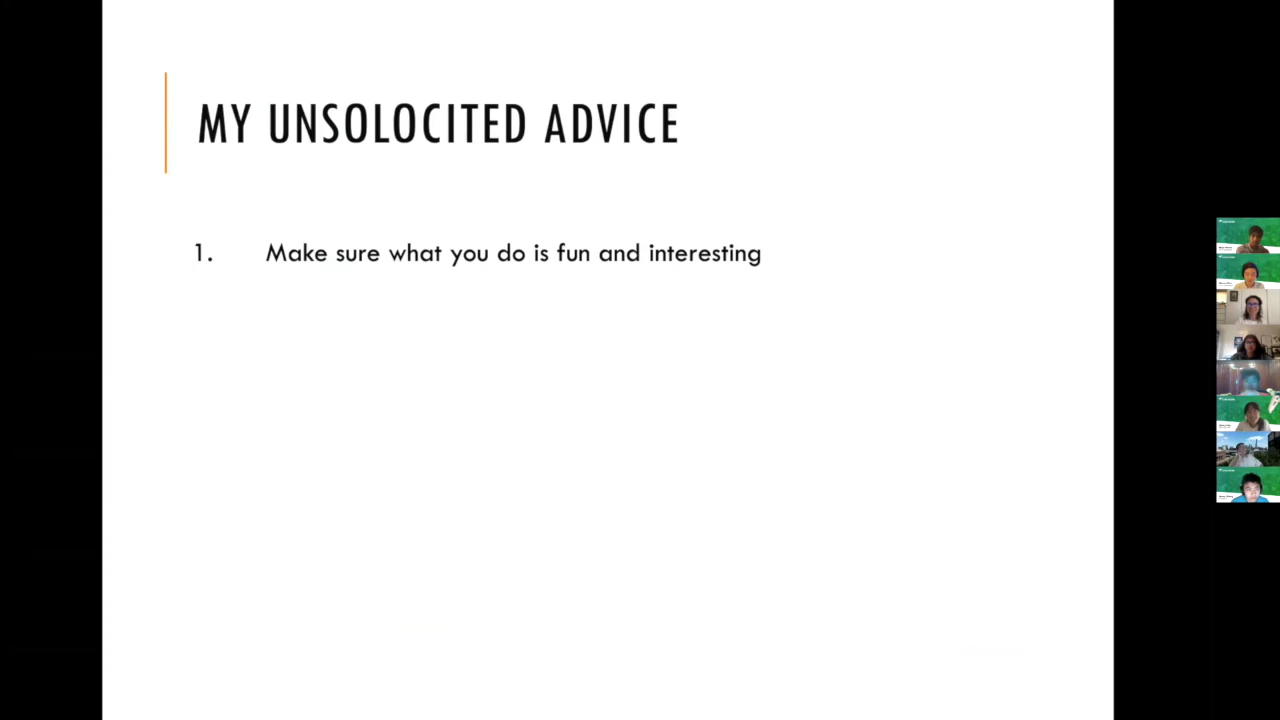 MY UNSOLOCITED ADVICE
1. Make sure what you do is fun and interesting